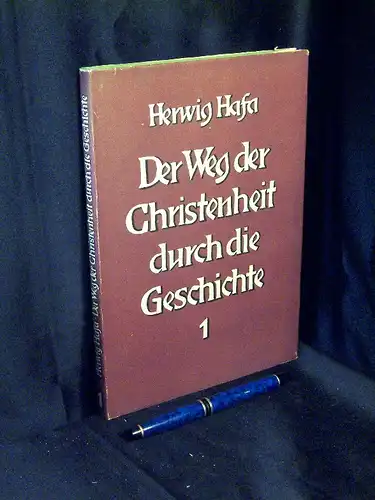 Herwig Hafa
Der Weg der
Christenheit
durch die
Geschichte
1
Herwig Hafa · Der Weg der Christenheit durch die Geschichte
1